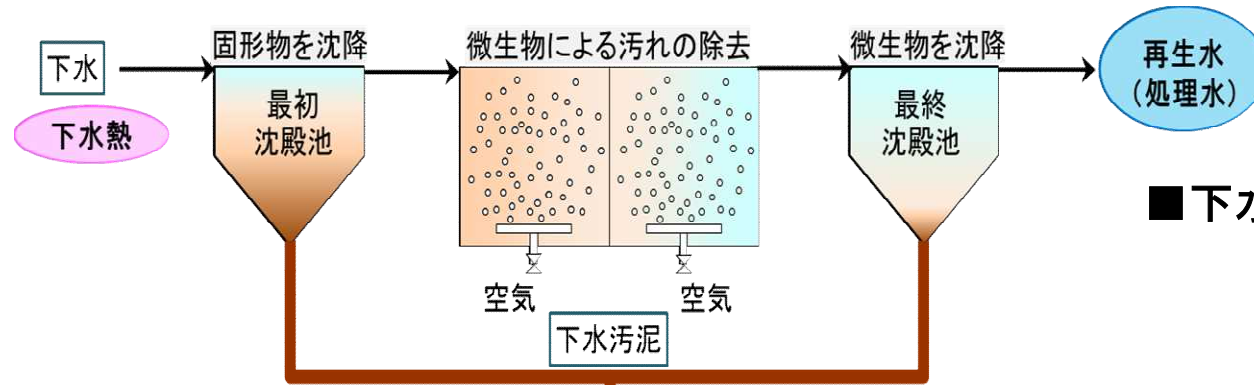 固形物を沈降
微生物による汚れの除去
微生物を沈降
下水
下水熱
最初
沈殿池
最終
沈殿池
再生水
(処理水)
空気
空気
下水汚泥
■下水